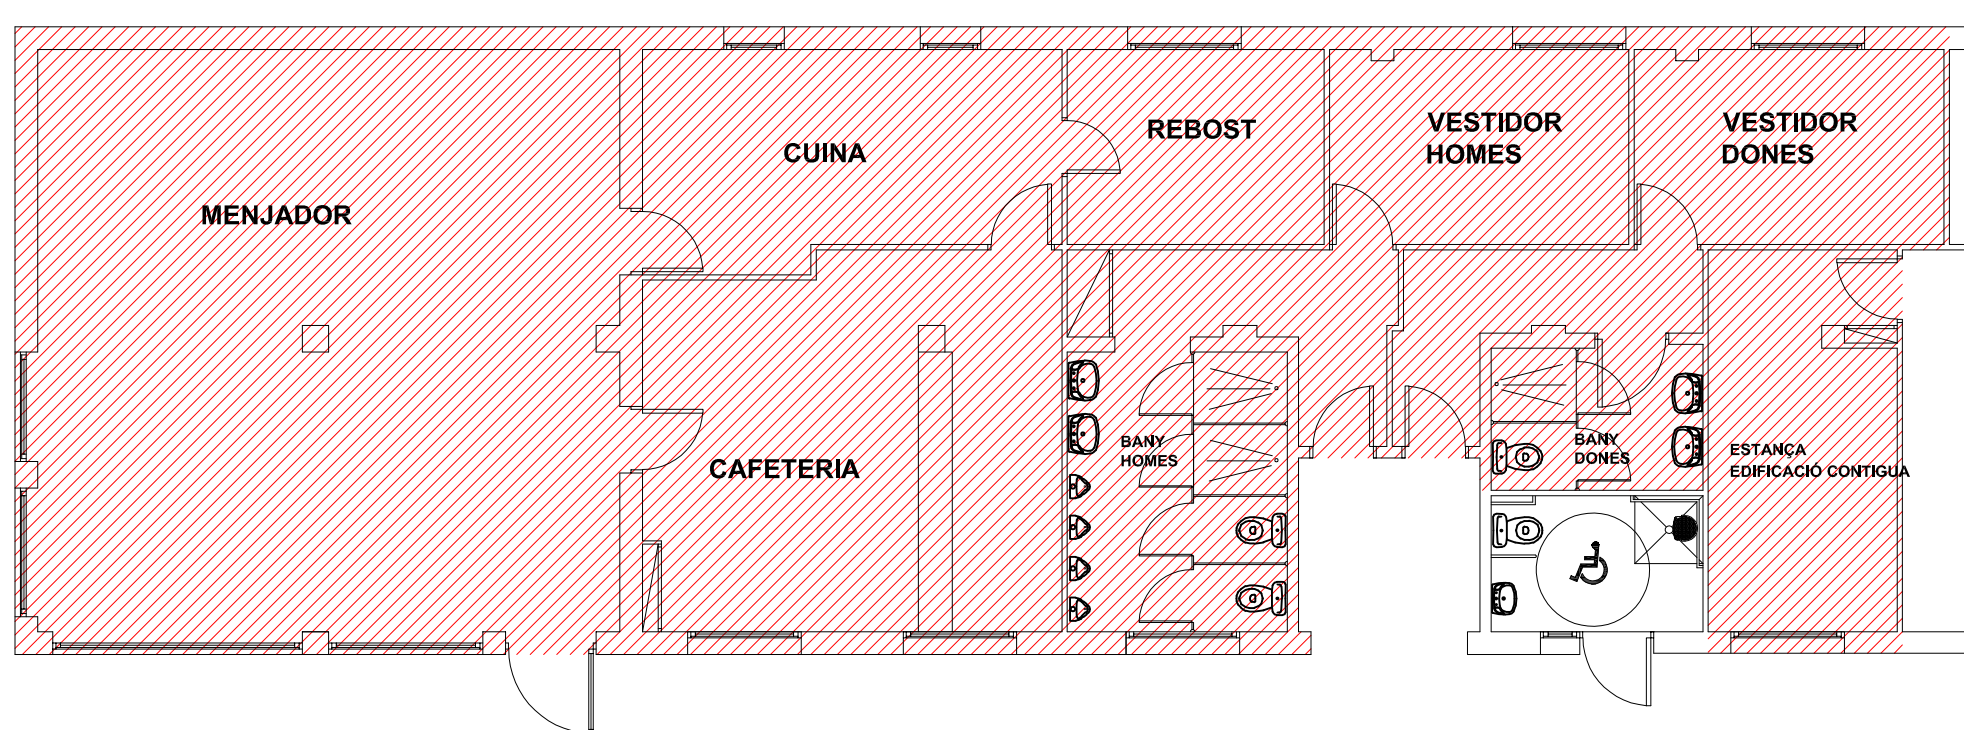 MENJADOR
CUINA
REBOST
VESTIDOR
HOMES
VESTIDOR
DONES
CAFETERIA
BANY
HOMES
BANY
DONES
ESTANÇA
EDIFICACIÓ CONTIGUA